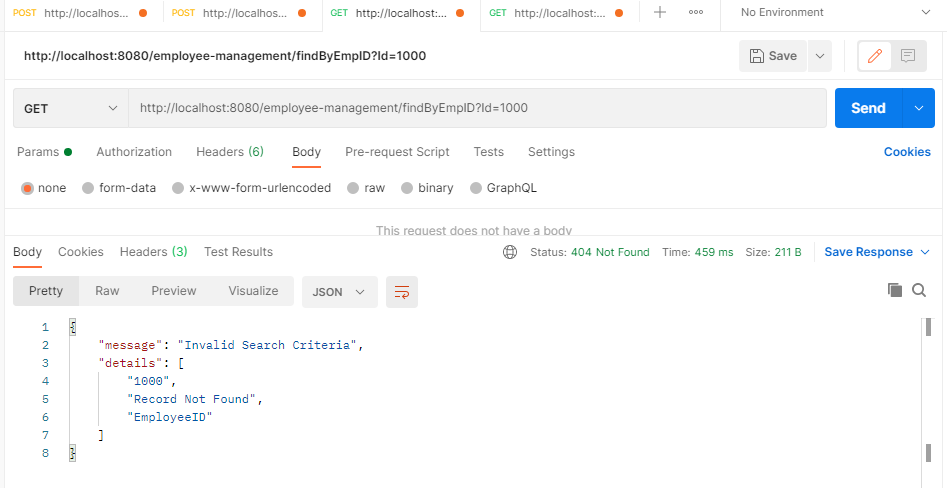 POST http://localhos... POST http://localhos... GET http://localhost:... GET http://localhost:... No Environment
http://localhost:8080/employee-management/findByEmpID?Id=1000 Save
GET http://localhost:8080/employee-management/findByEmpID?Id=1000 Send
Params Authorization Headers (6) Body Pre-request Script Tests Settings Cookies
none form-data x-www-form-urlencoded raw binary GraphQL
This request does not have a body
Body Cookies Headers (3) Test Results Status: 404 Not Found Time: 459 ms Size: 211 B Save Response
Pretty Raw Preview Visualize JSON
1 {
2 "message": "Invalid Search Criteria",
3 "details": [
4 "1000",
5 "Record Not Found",
6 "EmployeeID"
7 ]
8 }